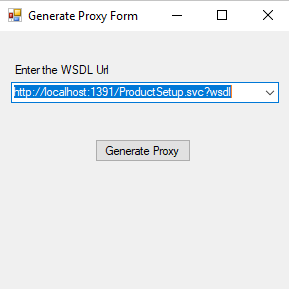 Generate Proxy Form
Enter the WSDL Url
http://localhost:1391/ProductSetup.svc?wsdl
Generate Proxy